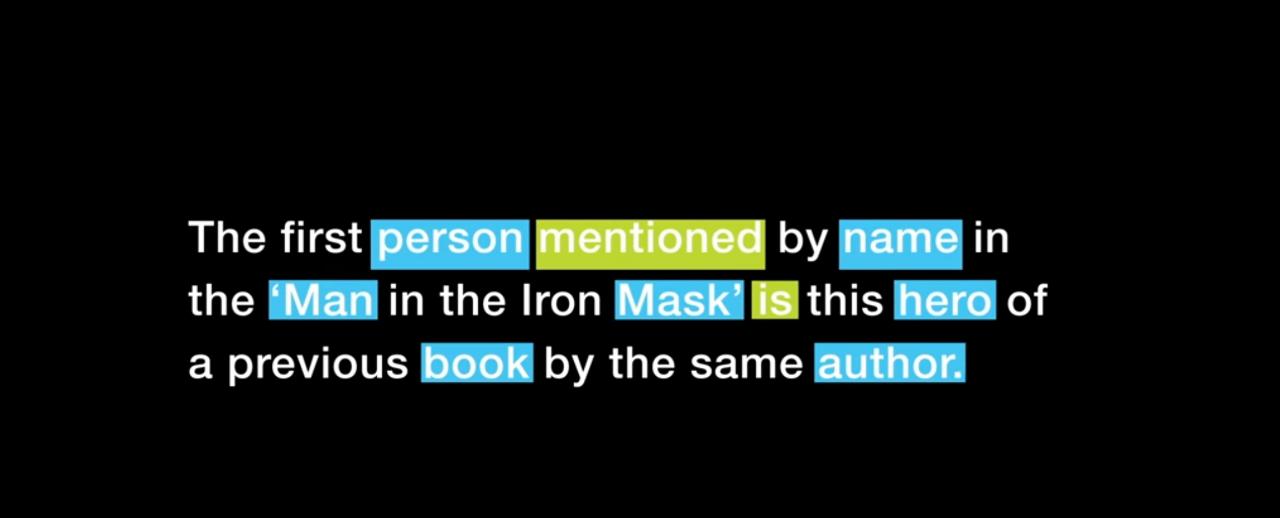 The first person mentioned by name in
the ‘Man in the Iron Mask’ is this hero of
a previous book by the same author.